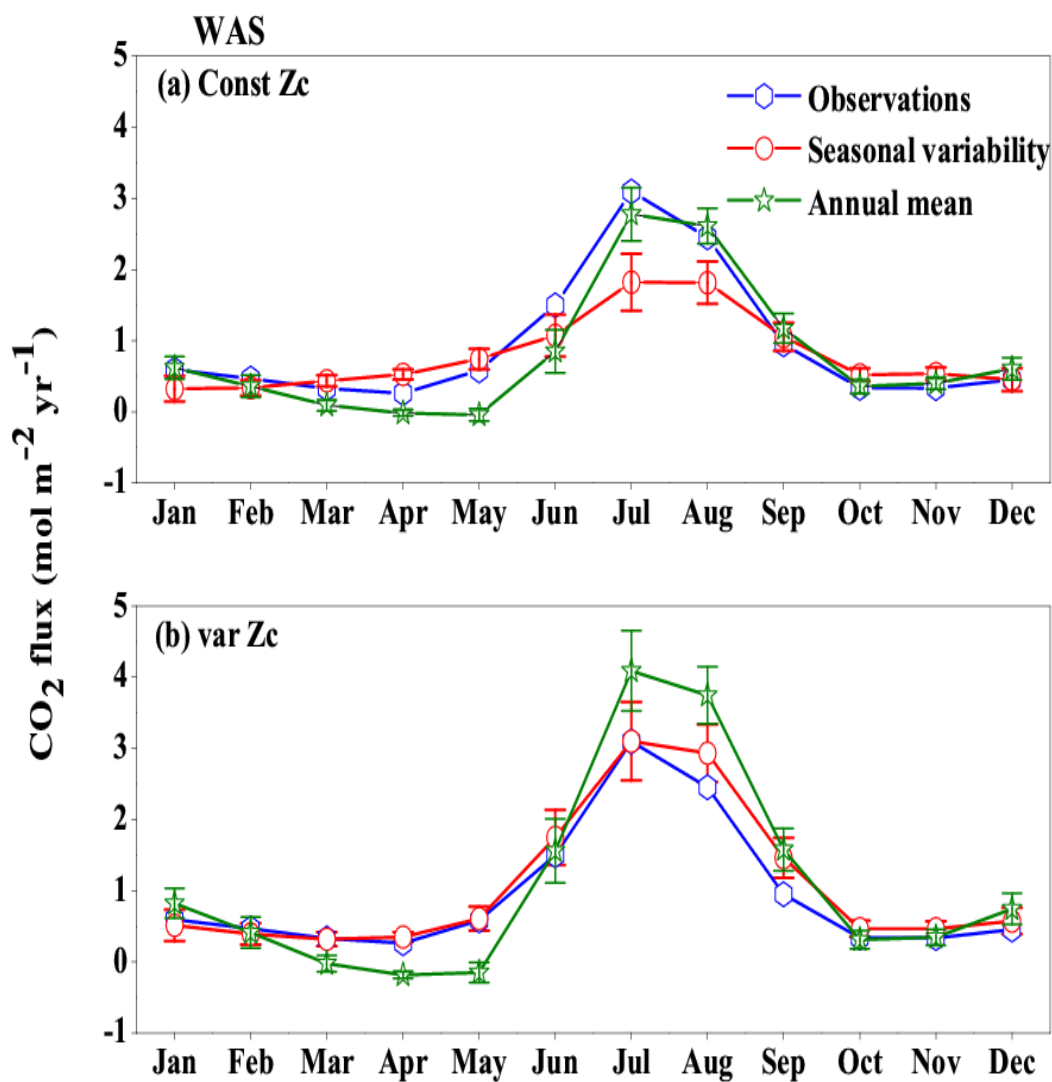 WAS
CO₂ flux (mol m⁻² yr⁻¹)
5
4
3
2
1
0
-1
(a) Const Zc
Observations
Seasonal variability
Annual mean
Jan Feb Mar Apr May Jun Jul Aug Sep Oct Nov Dec
5
4
3
2
1
0
-1
(b) var Zc
Jan Feb Mar Apr May Jun Jul Aug Sep Oct Nov Dec